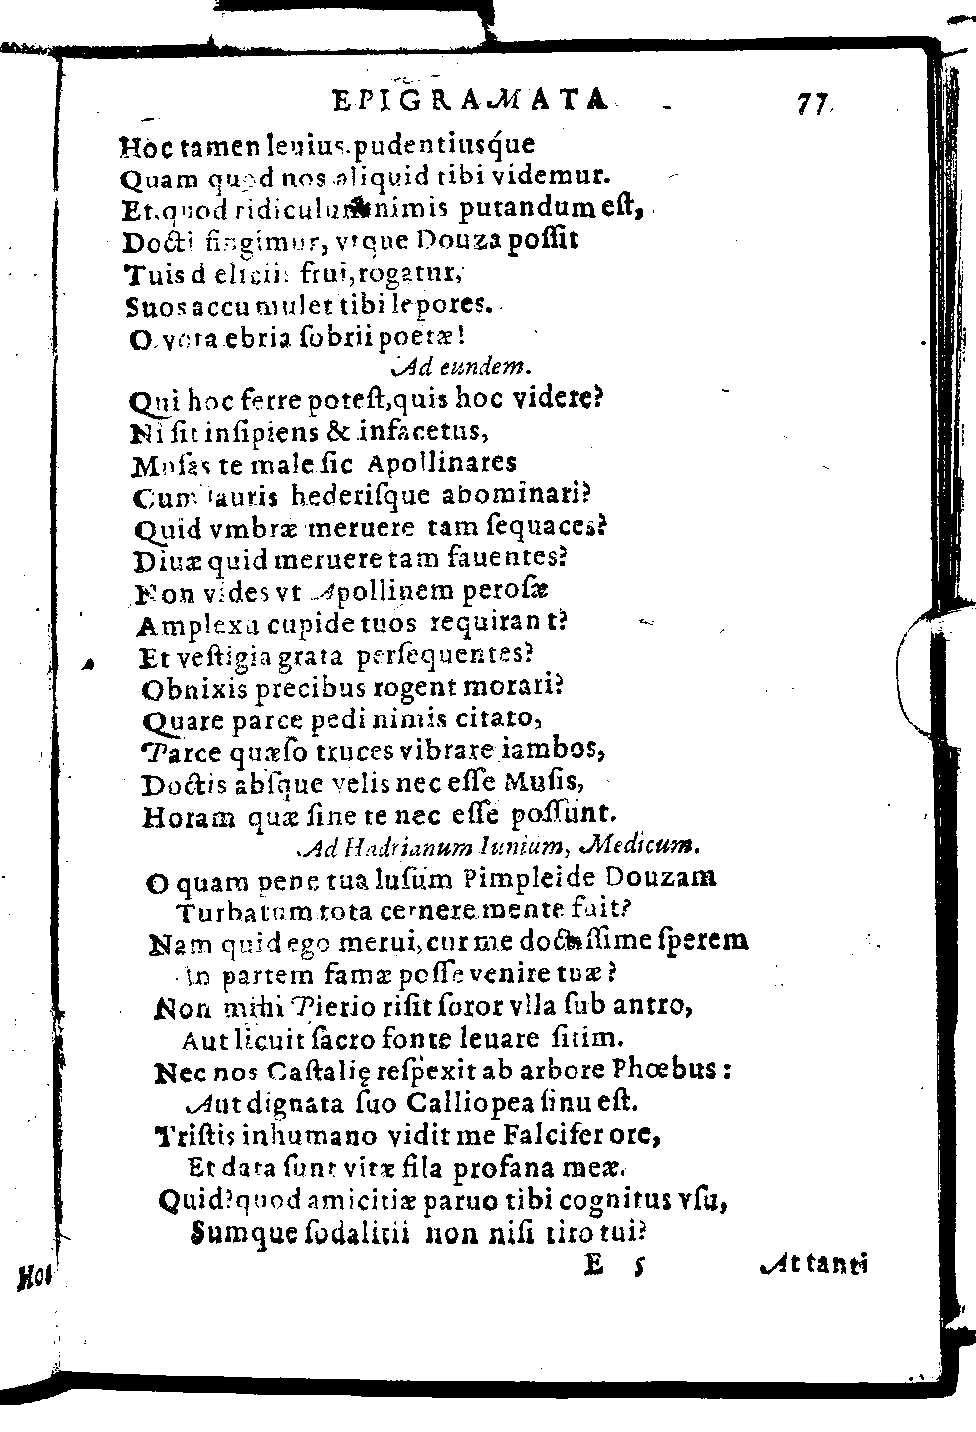 EPIGRAMATA 77
Hoc tamen leuius pudentiusq́ue
Quam quod nos aliquid tibi videmur.
Et quod ridiculum nimis putandum eſt,
Docti fingimur, vtque Douza poſſit
Tuis deliciis frui, rogatur,
Suos accumulet tibi lepores.
O vota ebria ſobrii poetæ!
Ad eundem.
Qui hoc ferre poteſt, quis hoc videre?
Ni ſit inſipiens & infacetus,
Muſas te male ſic Apollinares
Cum lauris hederiſque abominari?
Quid vmbræ meruere tam ſequaces?
Diuæ quid meruere tam fauentes?
Non vides vt Apollinem peroſæ
Amplexu cupide tuos requirant?
Et veſtigia grata perſequentes?
Obnixis precibus rogent morari?
Quare parce pedi nimis citato,
Parce quæſo truces vibrare iambos,
Doctis abſque velis nec eſſe Muſis,
Horam quæ ſine te nec eſſe poſſunt.
Ad Hadrianum Iunium, Medicum.
O quam pene tua luſum Pimpleide Douzam
Turbatum tota cernere mente fuit?
Nam quid ego merui, cur me doctiſſime ſperem
In partem famæ poſſe venire tuæ?
Non mihi Pierio riſit ſoror vlla ſub antro,
Aut licuit ſacro fonte leuare ſitim.
Nec nos Caſtalię reſpexit ab arbore Phœbus:
Aut dignata ſuo Calliopea ſinu eſt.
Triſtis inhumano vidit me Falcifer ore,
Et data ſunt vitæ fila profana meæ.
Quid? quod amicitiæ paruo tibi cognitus vſu,
Sumque ſodalitii non niſi tiro tui?
E 5 At tanti
Hos